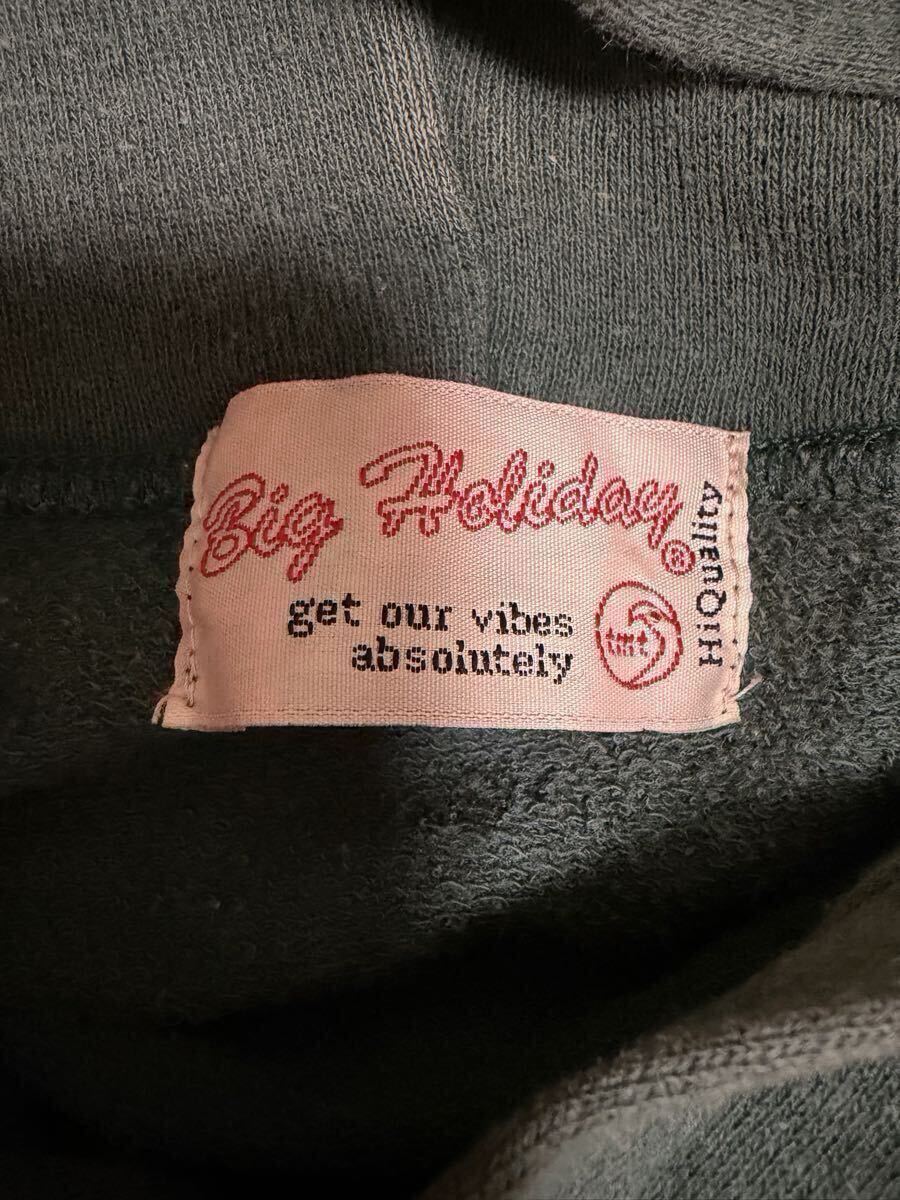 Big Holiday®
get our vibes
absolutely
tmt
HiQuality